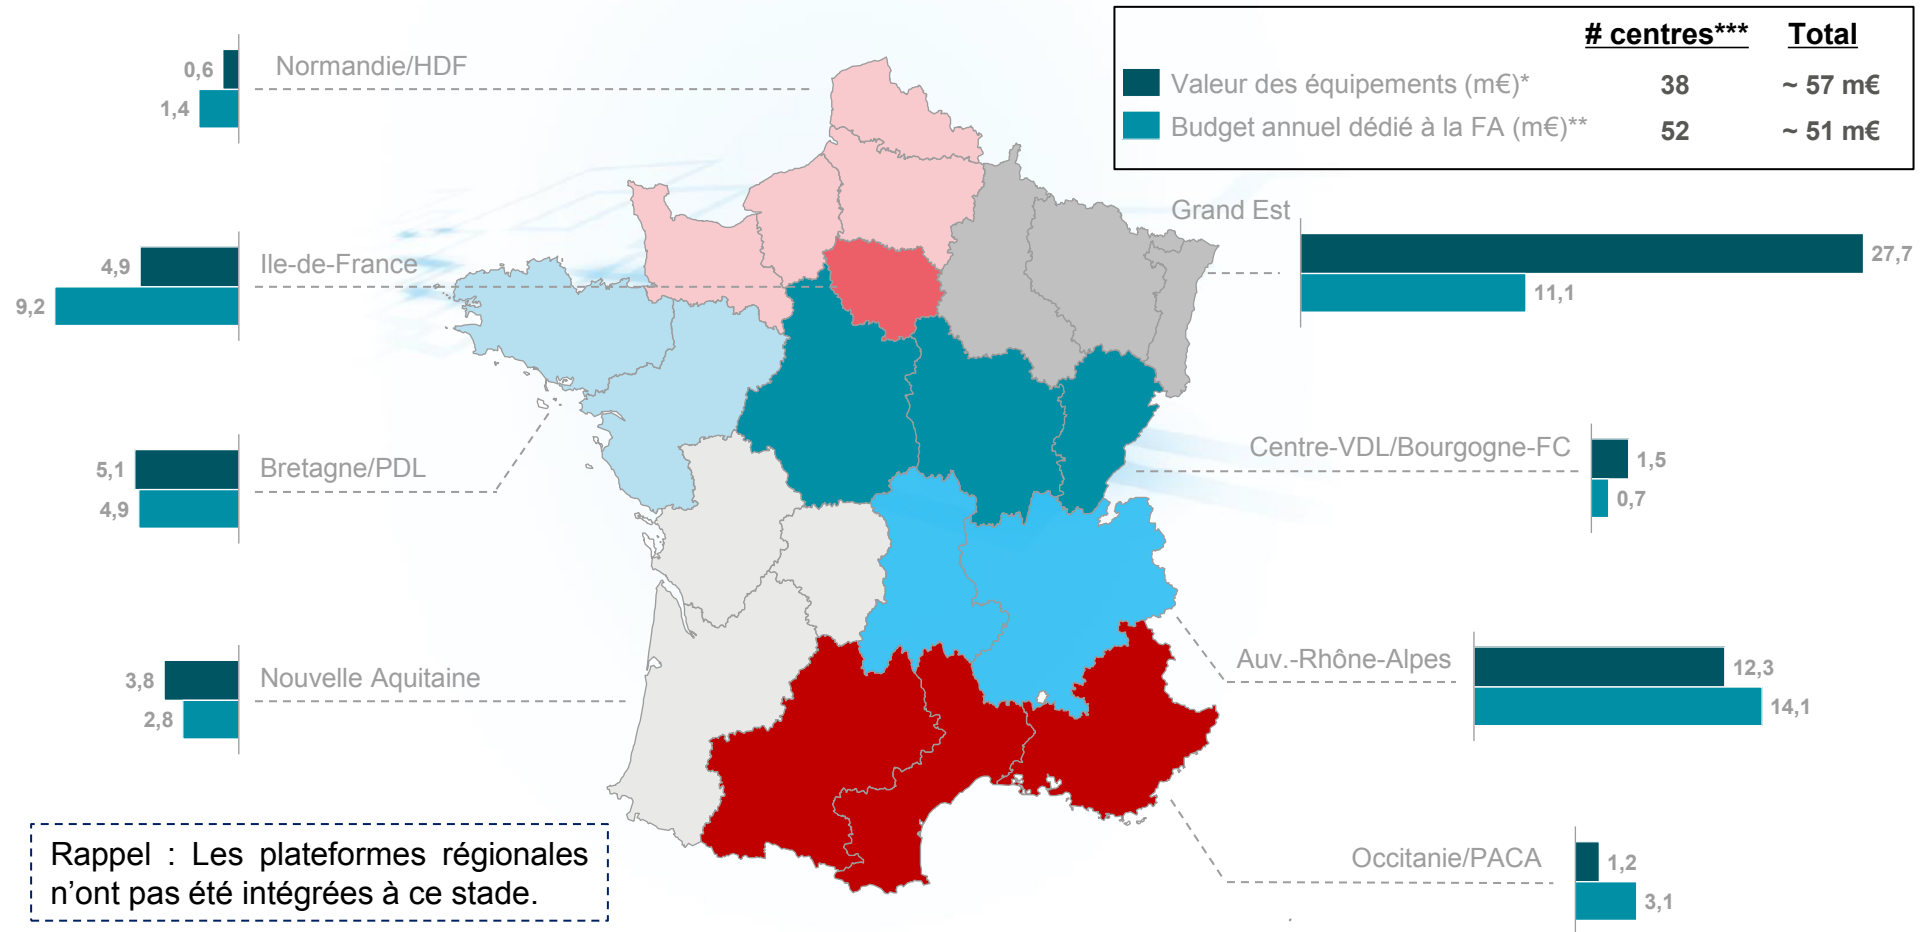 # centres*** Total
Valeur des équipements (m€)* 38 ~ 57 m€
Budget annuel dédié à la FA (m€)** 52 ~ 51 m€
Normandie/HDF
0,6
1,4
Ile-de-France
4,9
9,2
Bretagne/PDL
5,1
4,9
Nouvelle Aquitaine
3,8
2,8
Grand Est
27,7
11,1
Centre-VDL/Bourgogne-FC
1,5
0,7
Auv.-Rhône-Alpes
12,3
14,1
Occitanie/PACA
1,2
3,1
Rappel : Les plateformes régionales
n'ont pas été intégrées à ce stade.